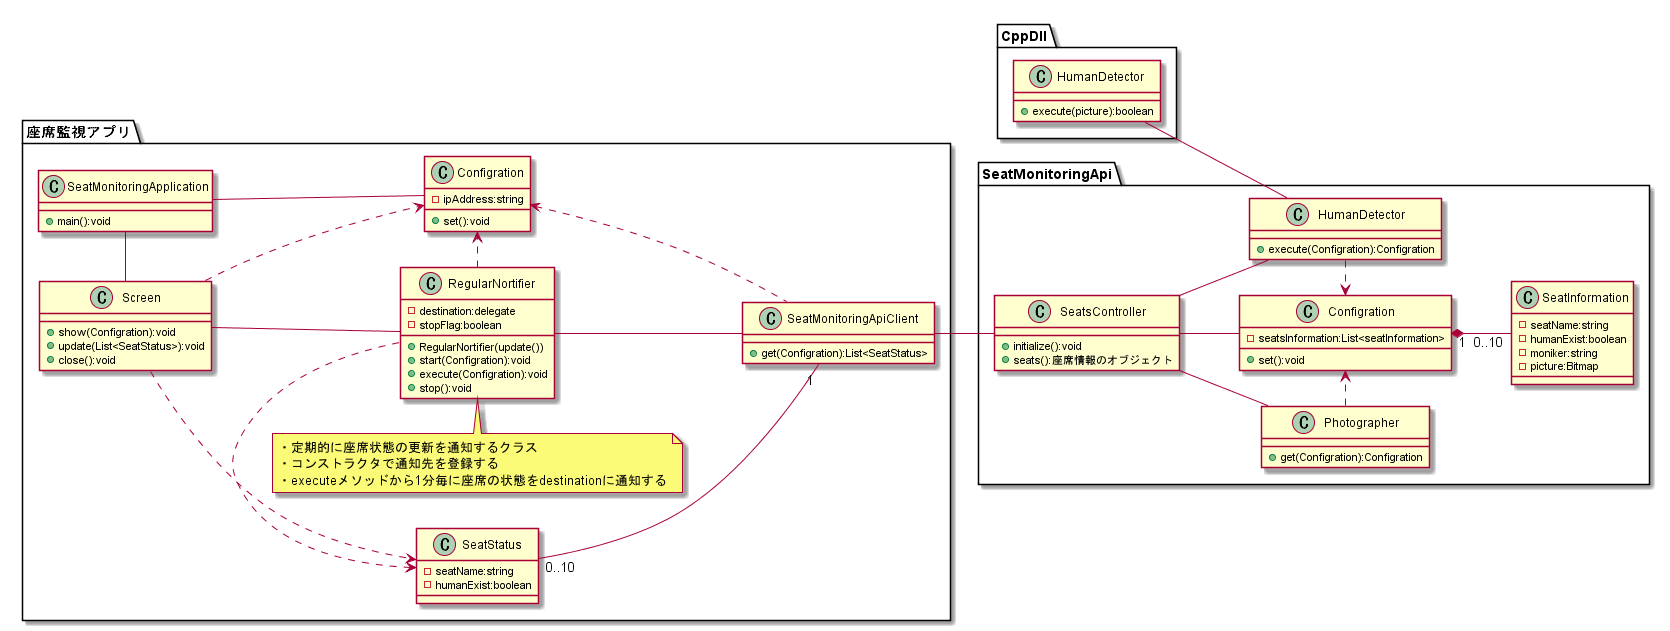 座席監視アプリ
C SeatMonitoringApplication
main():void
C Configration
ipAddress:string
set():void
C Screen
show(Configration):void
update(List<SeatStatus>):void
close():void
C RegularNortifier
destination:delegate
stopFlag:boolean
RegularNortifier(update())
start(Configration):void
execute(Configration):void
stop():void
C SeatMonitoringApiClient
get(Configration):List<SeatStatus>
1
・定期的に座席状態の更新を通知するクラス
・コンストラクタで通知先を登録する
・executeメソッドから1分毎に座席の状態をdestinationに通知する
C SeatStatus
seatName:string
humanExist:boolean
0..10
CppDll
C HumanDetector
execute(picture):boolean
SeatMonitoringApi
C HumanDetector
execute(Configration):Configration
C SeatsController
initialize():void
seats():座席情報のオブジェクト
C Configration
seatsInformation:List<seatInformation>
set():void
1 0..10
C SeatInformation
seatName:string
humanExist:boolean
moniker:string
picture:Bitmap
C Photographer
get(Configration):Configration